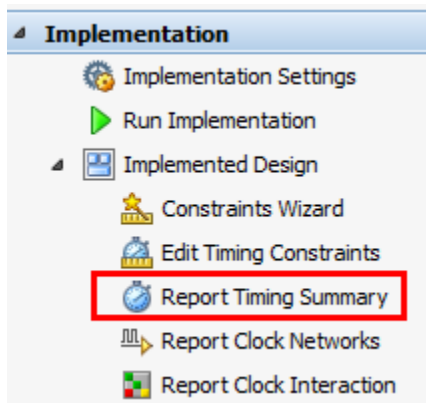 Implementation
Implementation Settings
Run Implementation
Implemented Design
Constraints Wizard
Edit Timing Constraints
Report Timing Summary
Report Clock Networks
Report Clock Interaction